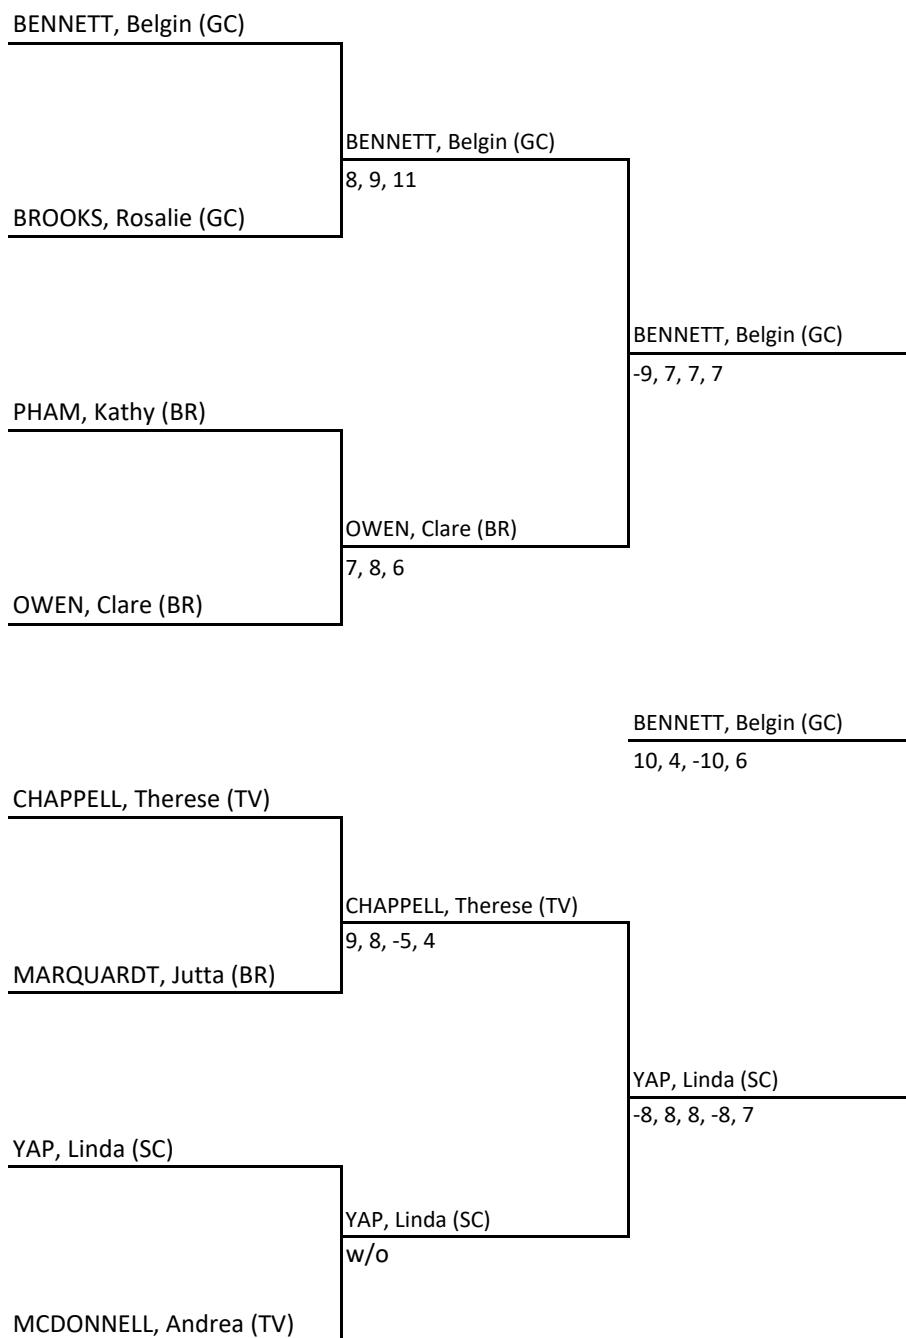 BENNETT, Belgin (GC)
BENNETT, Belgin (GC)
8, 9, 11
BROOKS, Rosalie (GC)
BENNETT, Belgin (GC)
-9, 7, 7, 7
PHAM, Kathy (BR)
OWEN, Clare (BR)
7, 8, 6
OWEN, Clare (BR)
BENNETT, Belgin (GC)
10, 4, -10, 6
CHAPPELL, Therese (TV)
CHAPPELL, Therese (TV)
9, 8, -5, 4
MARQUARDT, Jutta (BR)
YAP, Linda (SC)
-8, 8, 8, -8, 7
YAP, Linda (SC)
YAP, Linda (SC)
w/o
MCDONNELL, Andrea (TV)